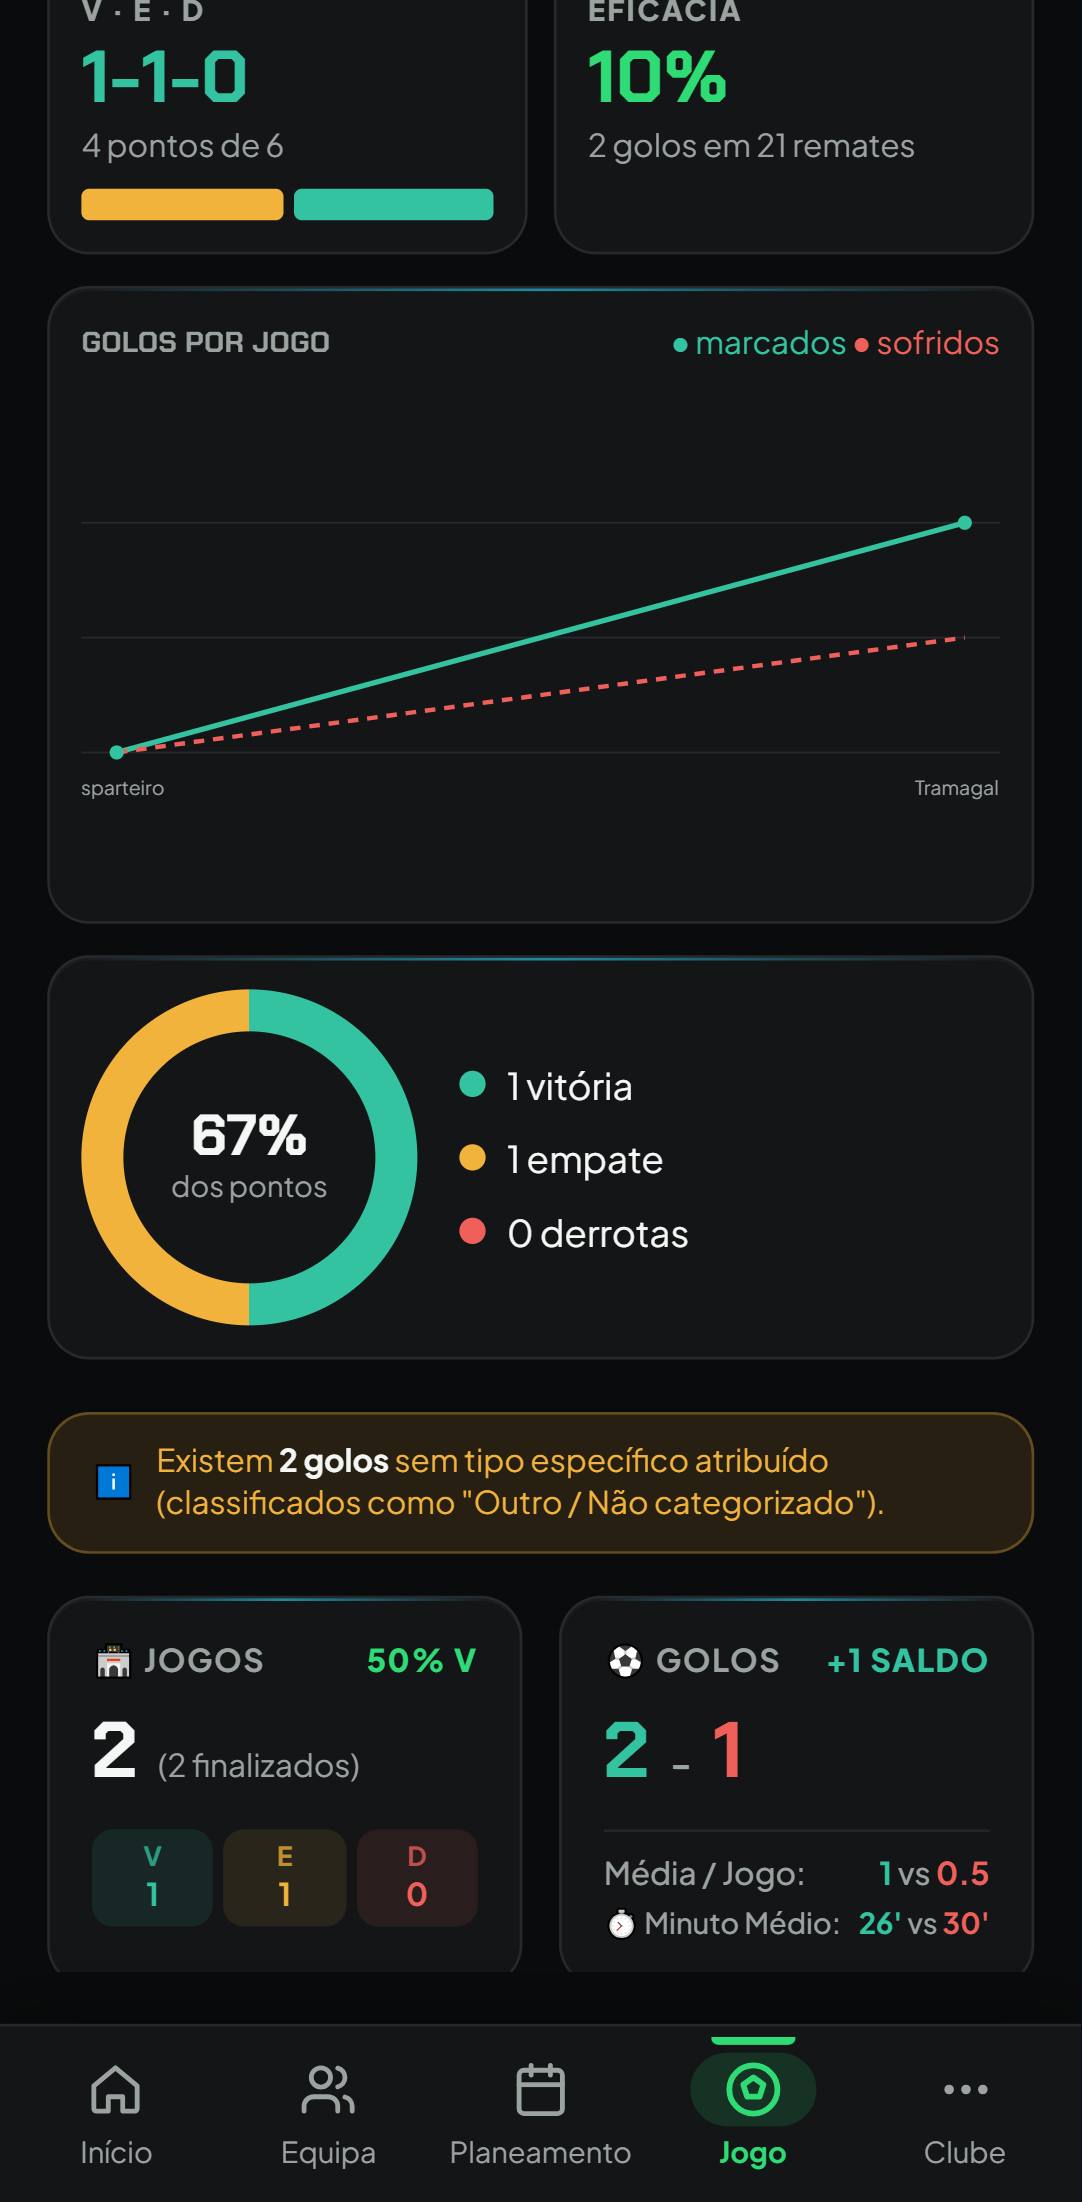 V · E · D
1-1-0
4 pontos de 6
EFICÁCIA
10%
2 golos em 21 remates
GOLOS POR JOGO
marcados sofridos
sparteiro
Tramagal
67%
dos pontos
1 vitória
1 empate
0 derrotas
Existem 2 golos sem tipo específico atribuído
(classificados como "Outro / Não categorizado").
JOGOS 50% V
2 (2 finalizados)
V E D
1 1 0
GOLOS +1 SALDO
2 - 1
Média / Jogo: 1 vs 0.5
Minuto Médio: 26' vs 30'
Início
Equipa
Planeamento
Jogo
Clube